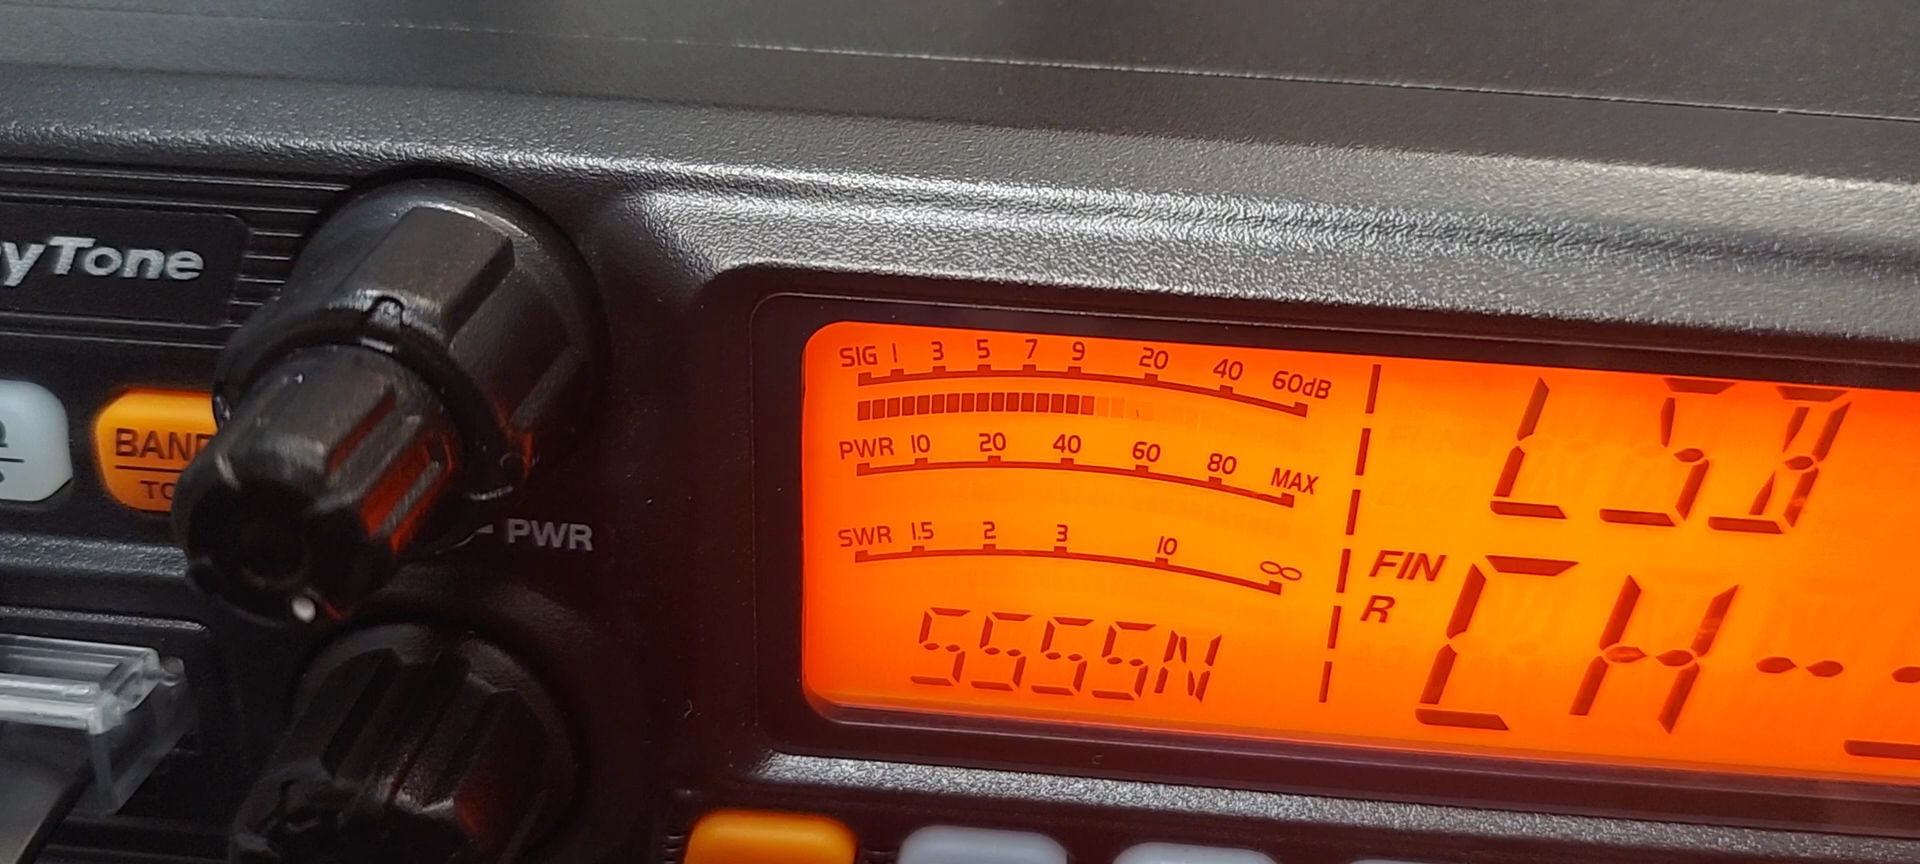 yTone
BAN
PWR
SIG 1 3 5 7 9 20 40 60dB
PWR 10 20 40 60 80 MAX
SWR 1.5 2 3 10 ∞
5555N
LSB
FIN
R
CH--